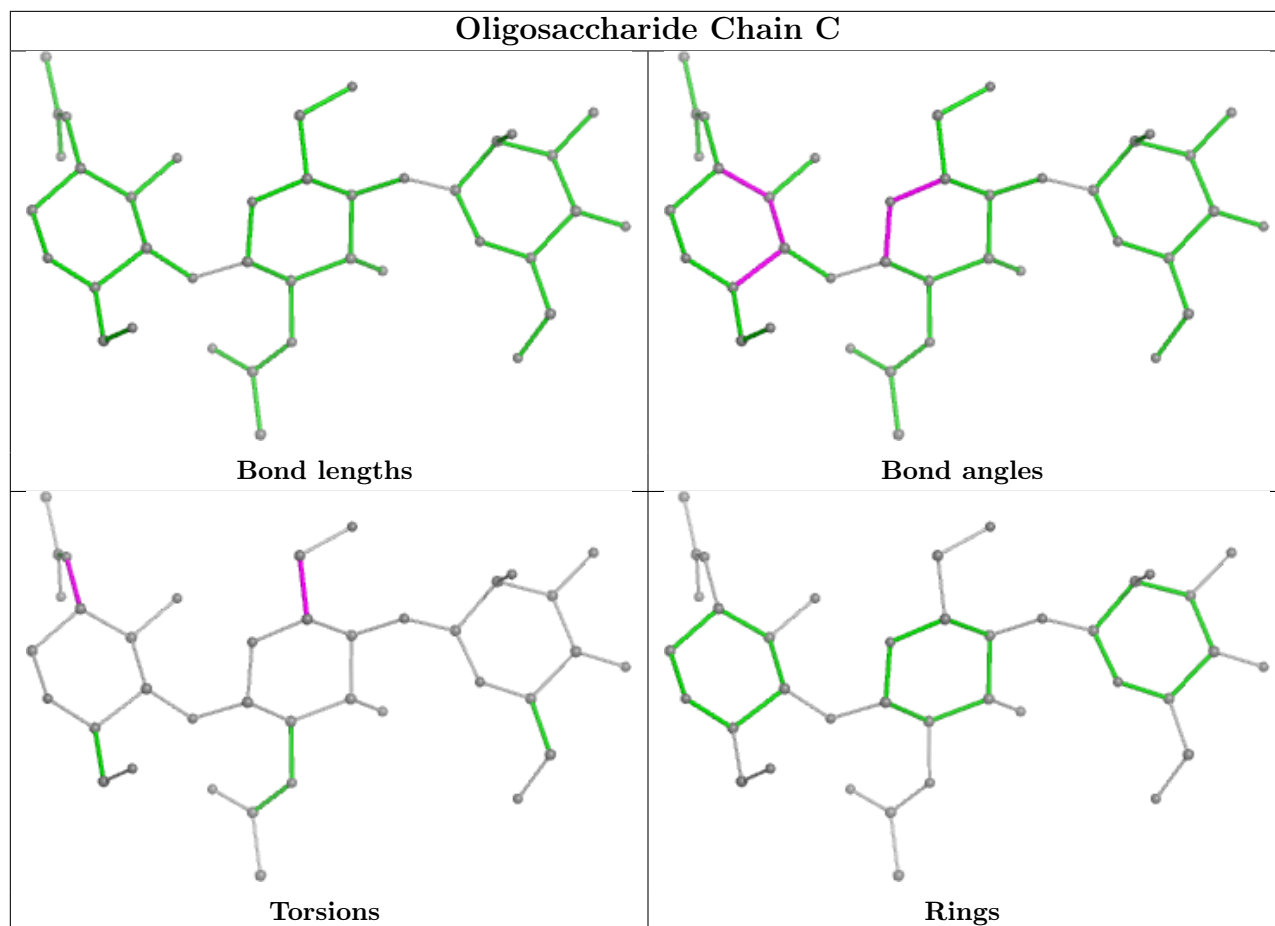 Oligosaccharide Chain C
Bond lengths
Bond angles
Torsions
Rings